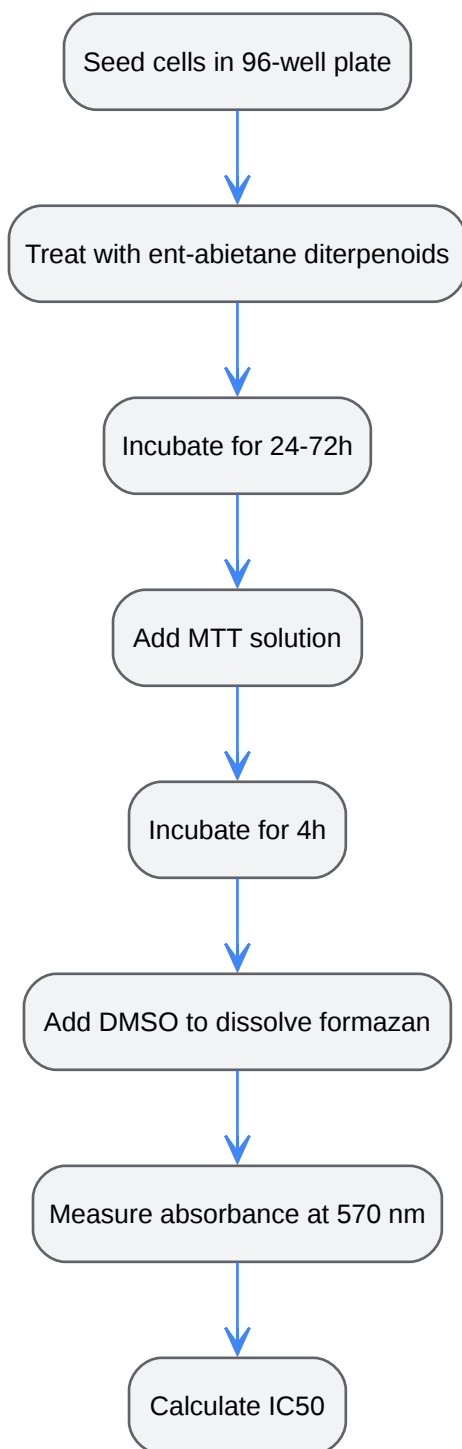 Seed cells in 96-well plate
Treat with ent-abietane diterpenoids
Incubate for 24-72h
Add MTT solution
Incubate for 4h
Add DMSO to dissolve formazan
Measure absorbance at 570 nm
Calculate IC50